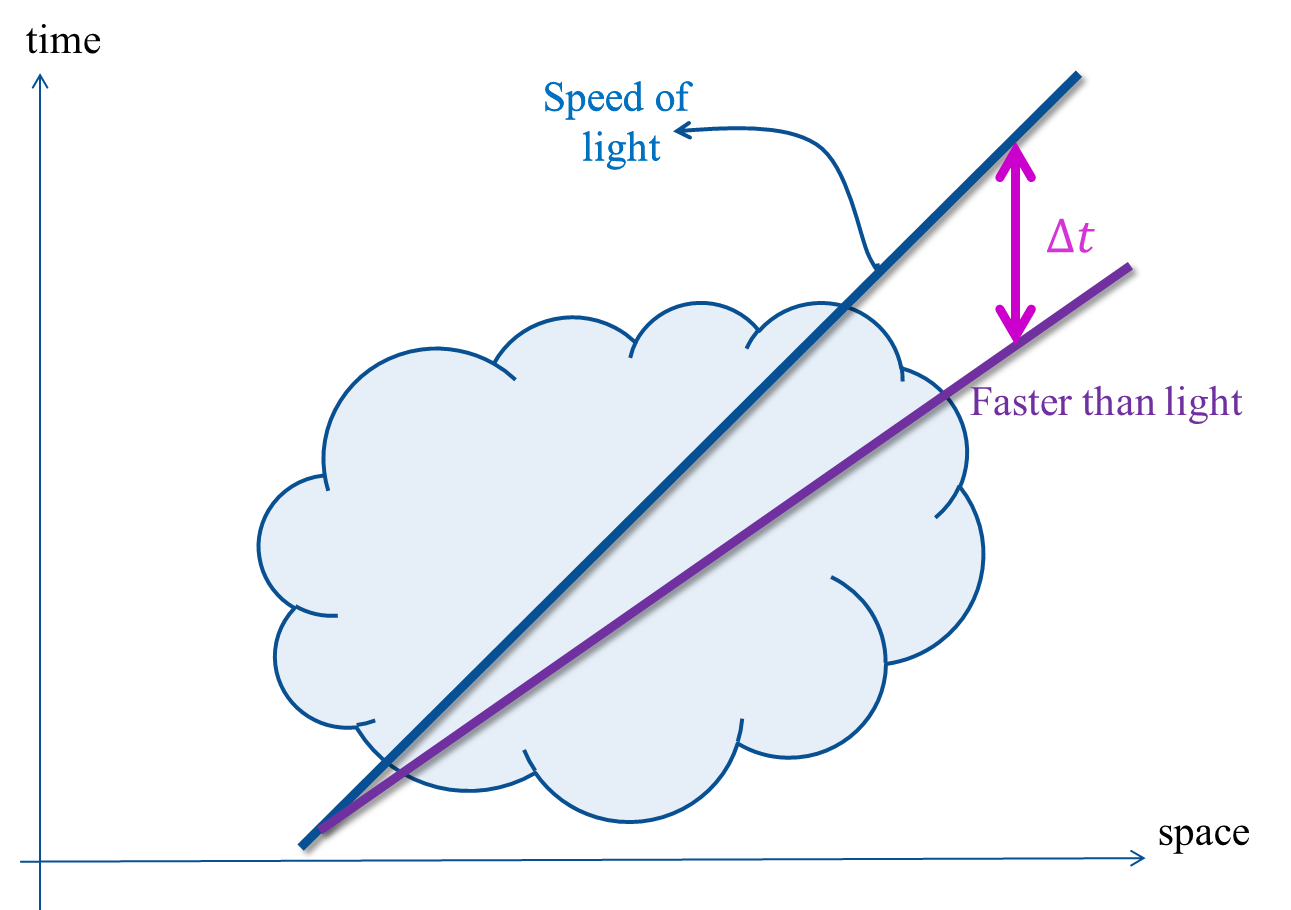 time
Speed of
light
Δt
Faster than light
space